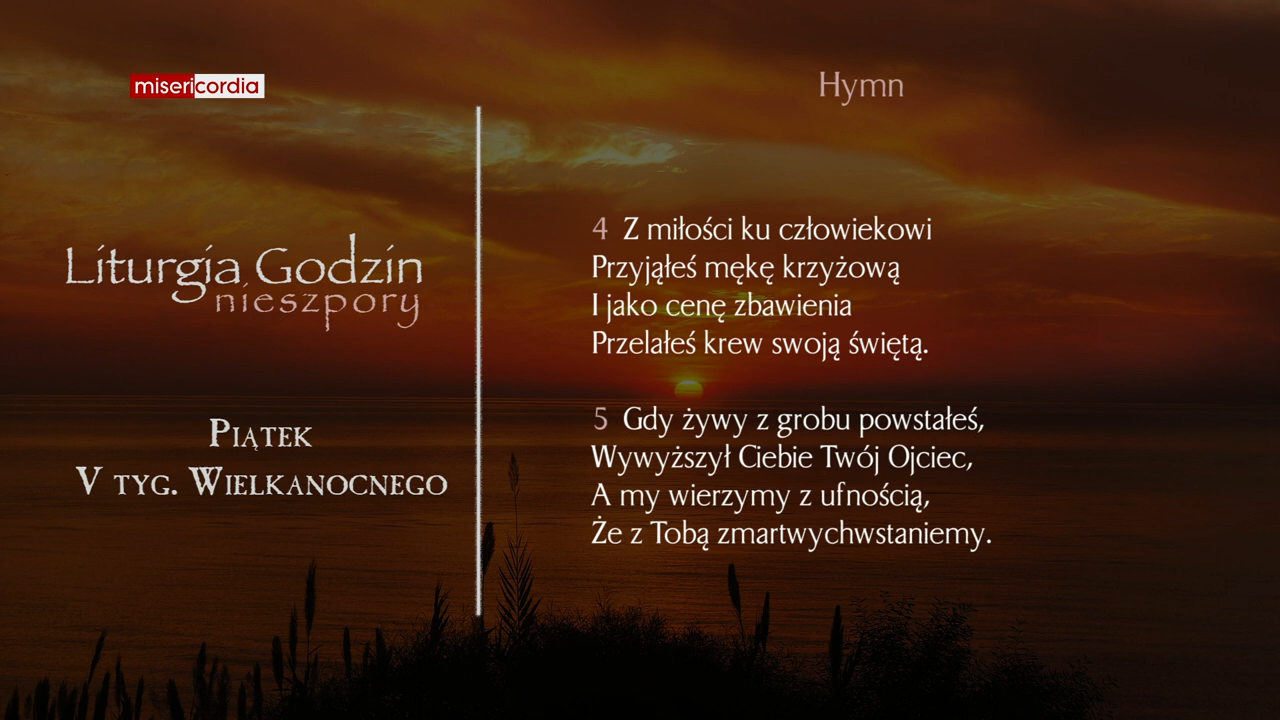 misericordia
Liturgia Godzin
nieszpory
Piątek
V tyg. Wielkanocnego
Hymn
4 Z miłości ku człowiekowi
Przyjąłeś mękę krzyżową
I jako cenę zbawienia
Przelałeś krew swoją świętą.
5 Gdy żywy z grobu powstałeś,
Wywyższył Ciebie Twój Ojciec,
A my wierzymy z ufnością,
Że z Tobą zmartwychwstaniemy.